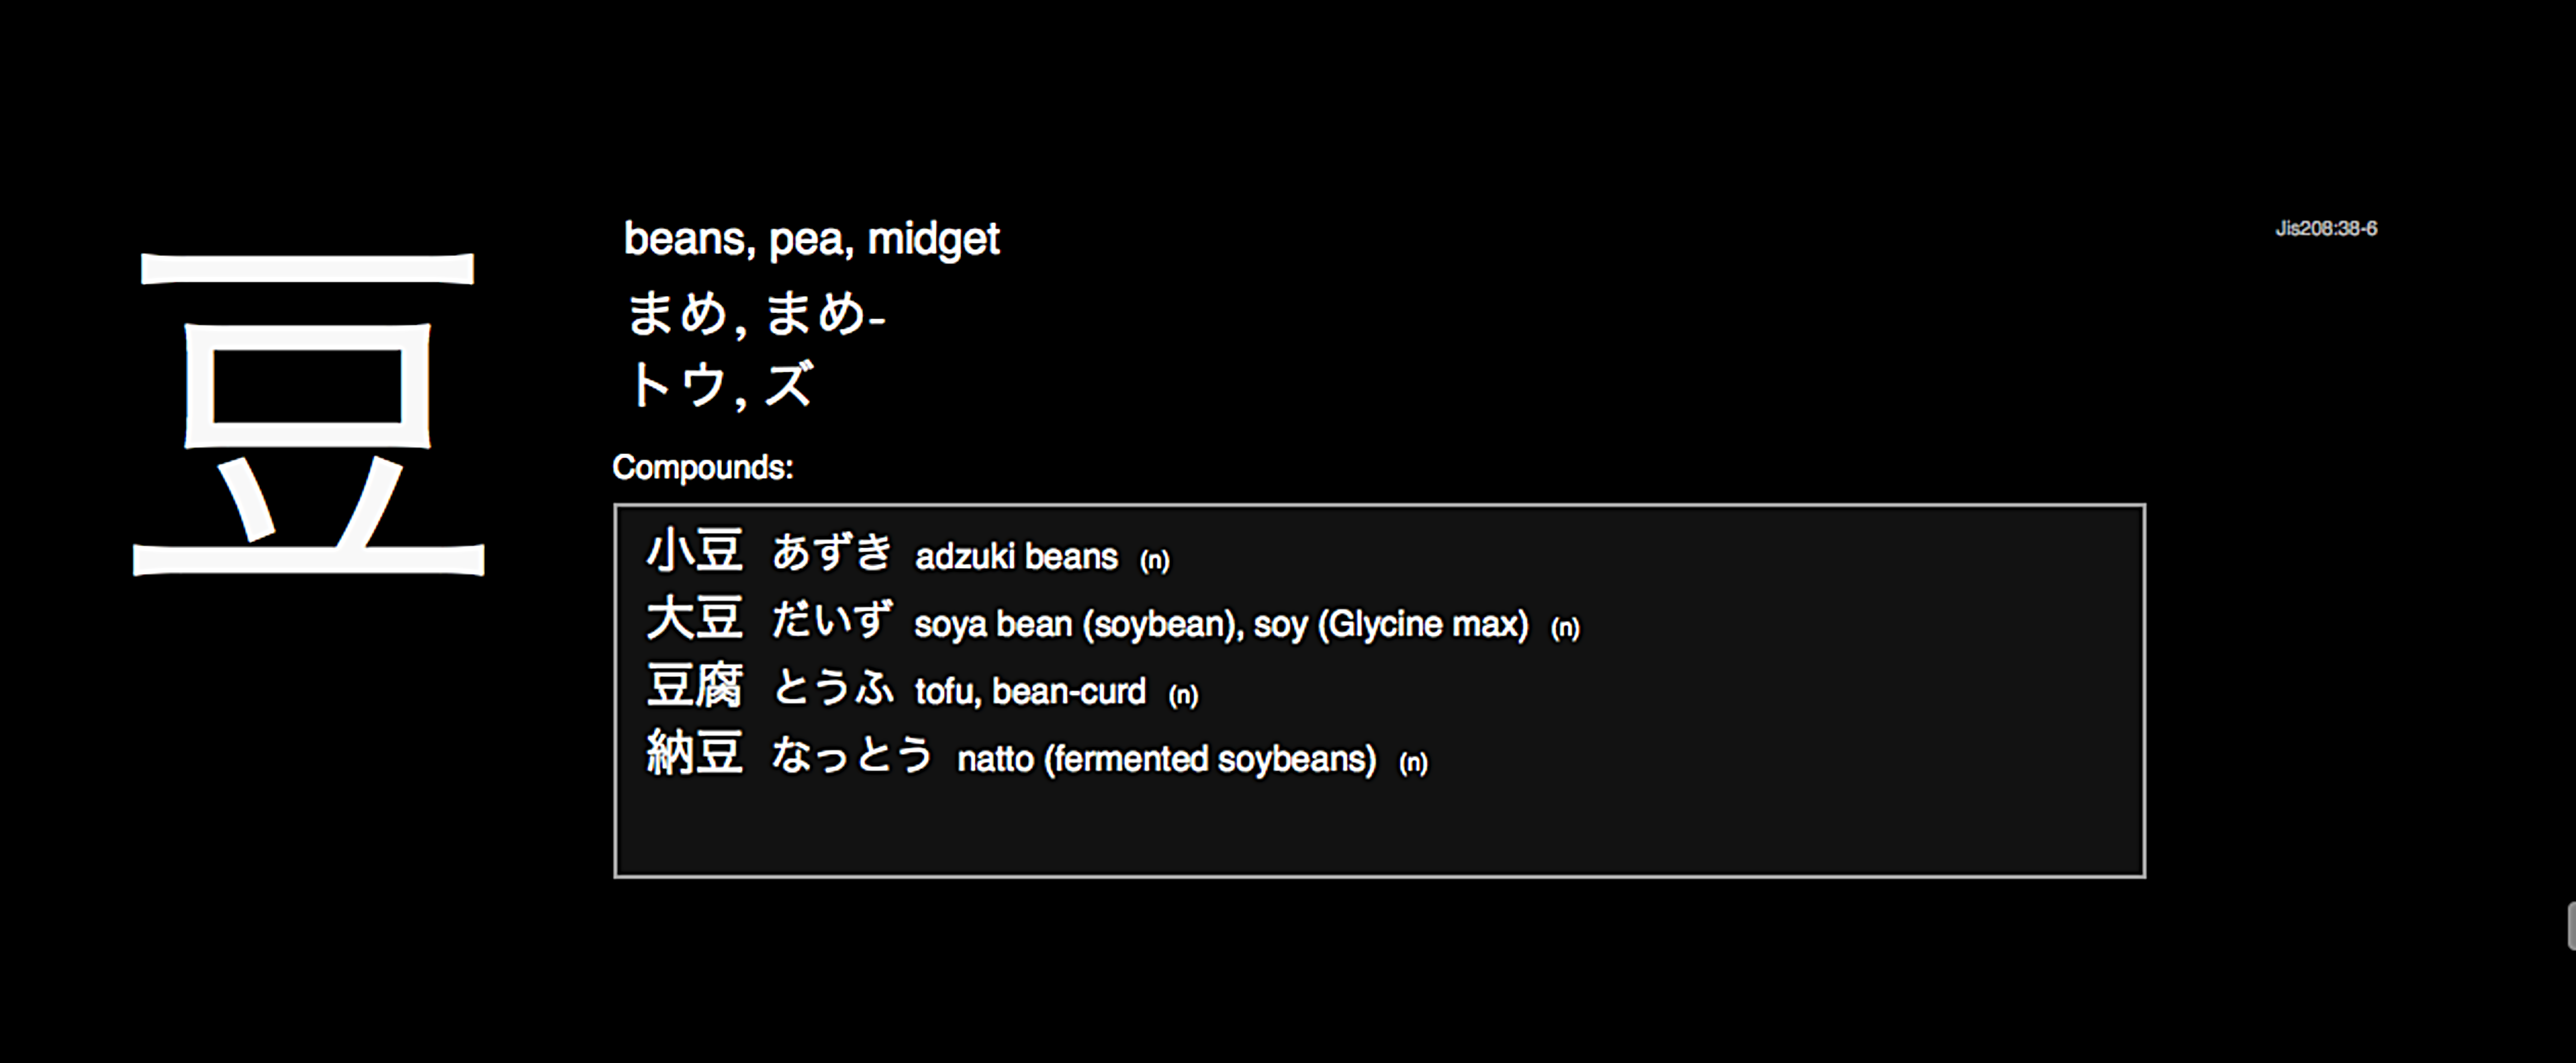 豆
beans, pea, midget
Jis208:38-6
まめ, まめ-
トウ, ズ
Compounds:
小豆 あずき adzuki beans (n)
大豆 だいず soya bean (soybean), soy (Glycine max) (n)
豆腐 とうふ tofu, bean-curd (n)
納豆 なっとう natto (fermented soybeans) (n)